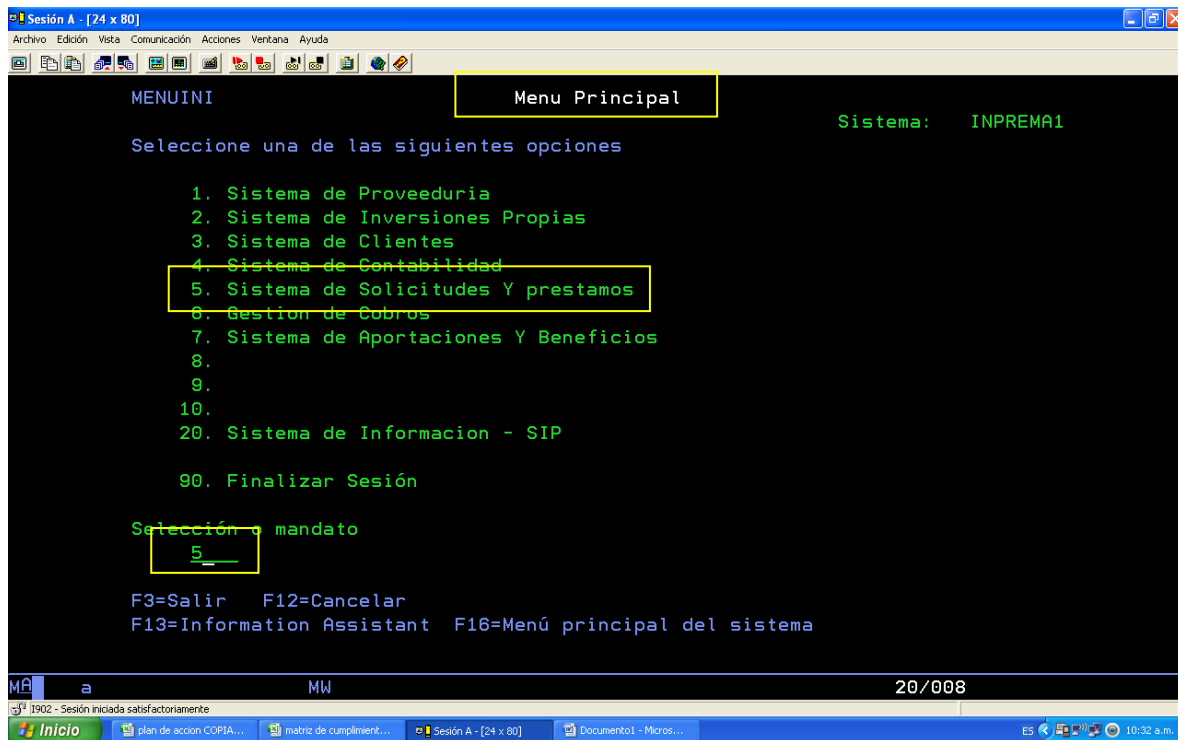 Sesión A - [24 x 80]
Archivo Edición Vista Comunicación Acciones Ventana Ayuda
MENUINI Menu Principal
Sistema: INPREMA1
Seleccione una de las siguientes opciones
1. Sistema de Proveeduria
2. Sistema de Inversiones Propias
3. Sistema de Clientes
4. Sistema de Contabilidad
5. Sistema de Solicitudes Y prestamos
6. Gestion de Cobros
7. Sistema de Aportaciones Y Beneficios
8.
9.
10.
20. Sistema de Informacion - SIP
90. Finalizar Sesión
Selección o mandato
5
F3=Salir F12=Cancelar
F13=Information Assistant F16=Menú principal del sistema
MA a MW 20/008
I902 - Sesión iniciada satisfactoriamente
Inicio plan de accion COPIA... matriz de cumplimient... Sesión A - [24 x 80] Documento1 - Micros... ES 10:32 a.m.